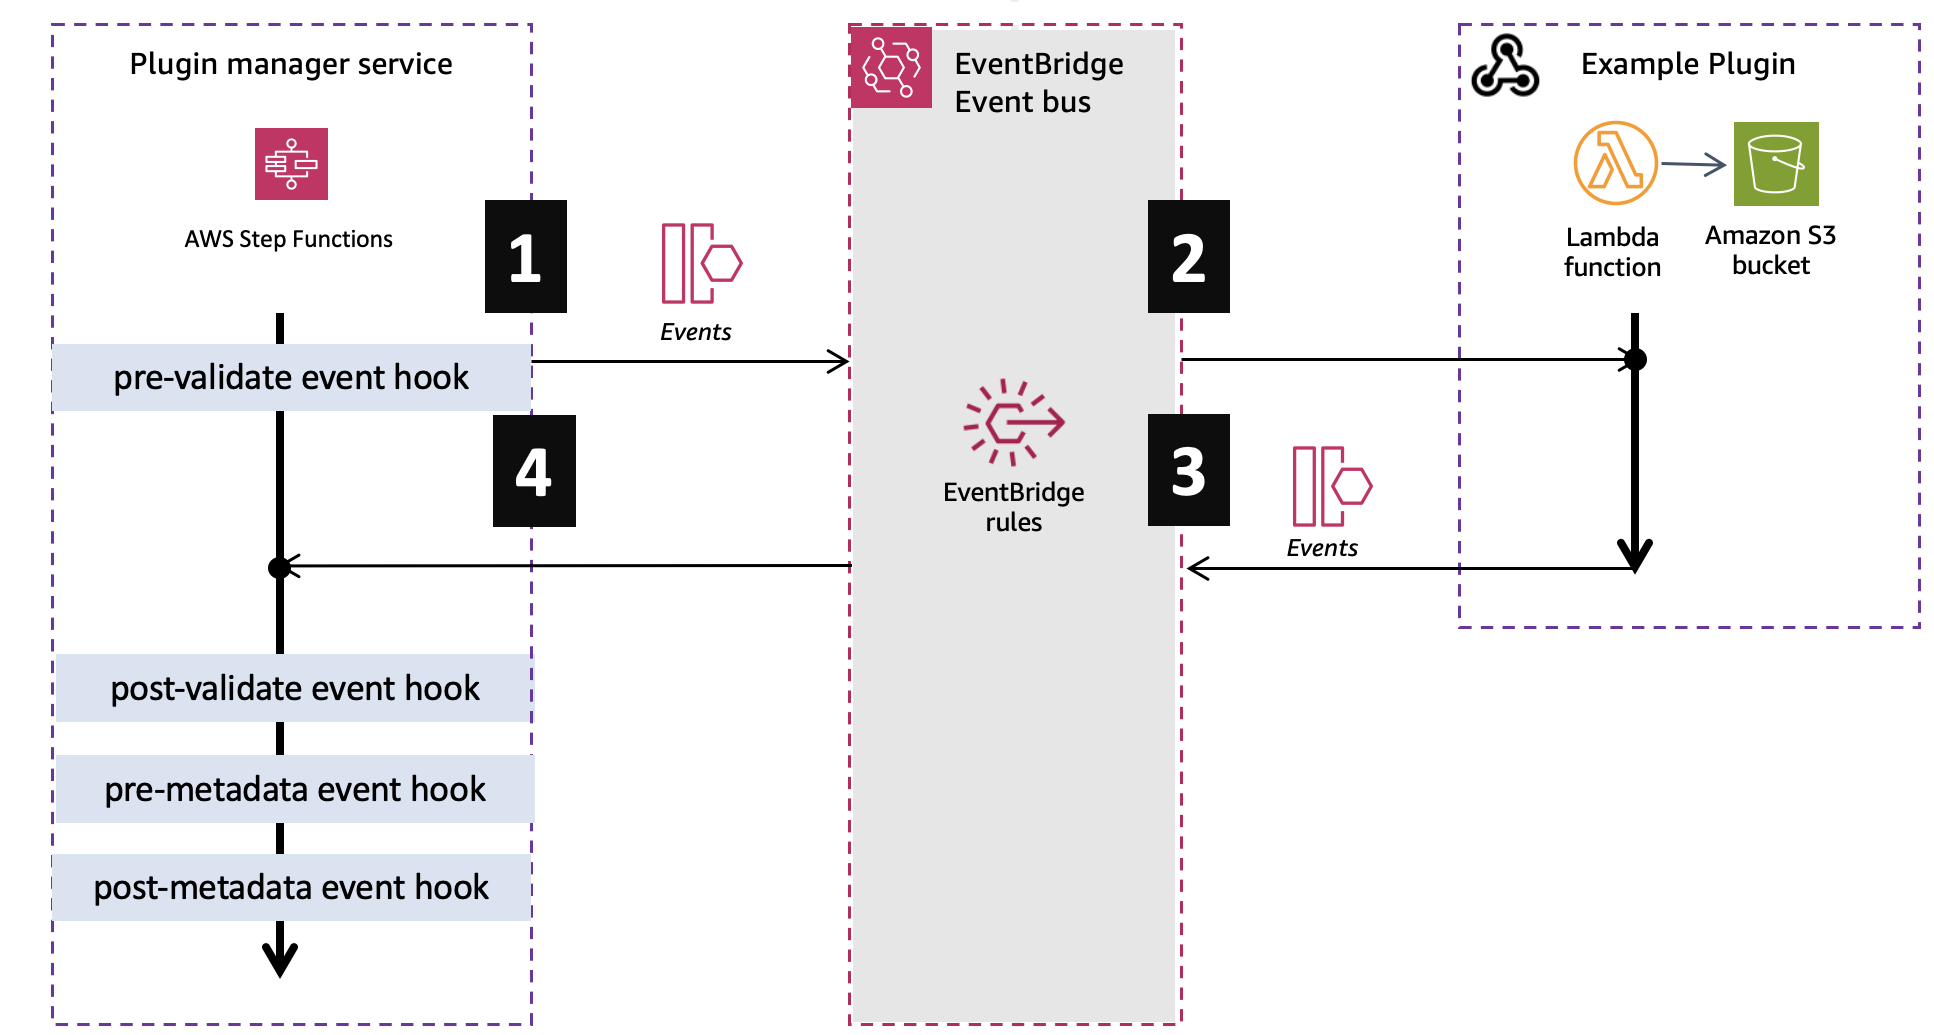 Plugin manager service
AWS Step Functions
EventBridge
Event bus
Example Plugin
Lambda
function
Amazon S3
bucket
1
Events
2
pre-validate event hook
4
EventBridge
rules
3
Events
post-validate event hook
pre-metadata event hook
post-metadata event hook